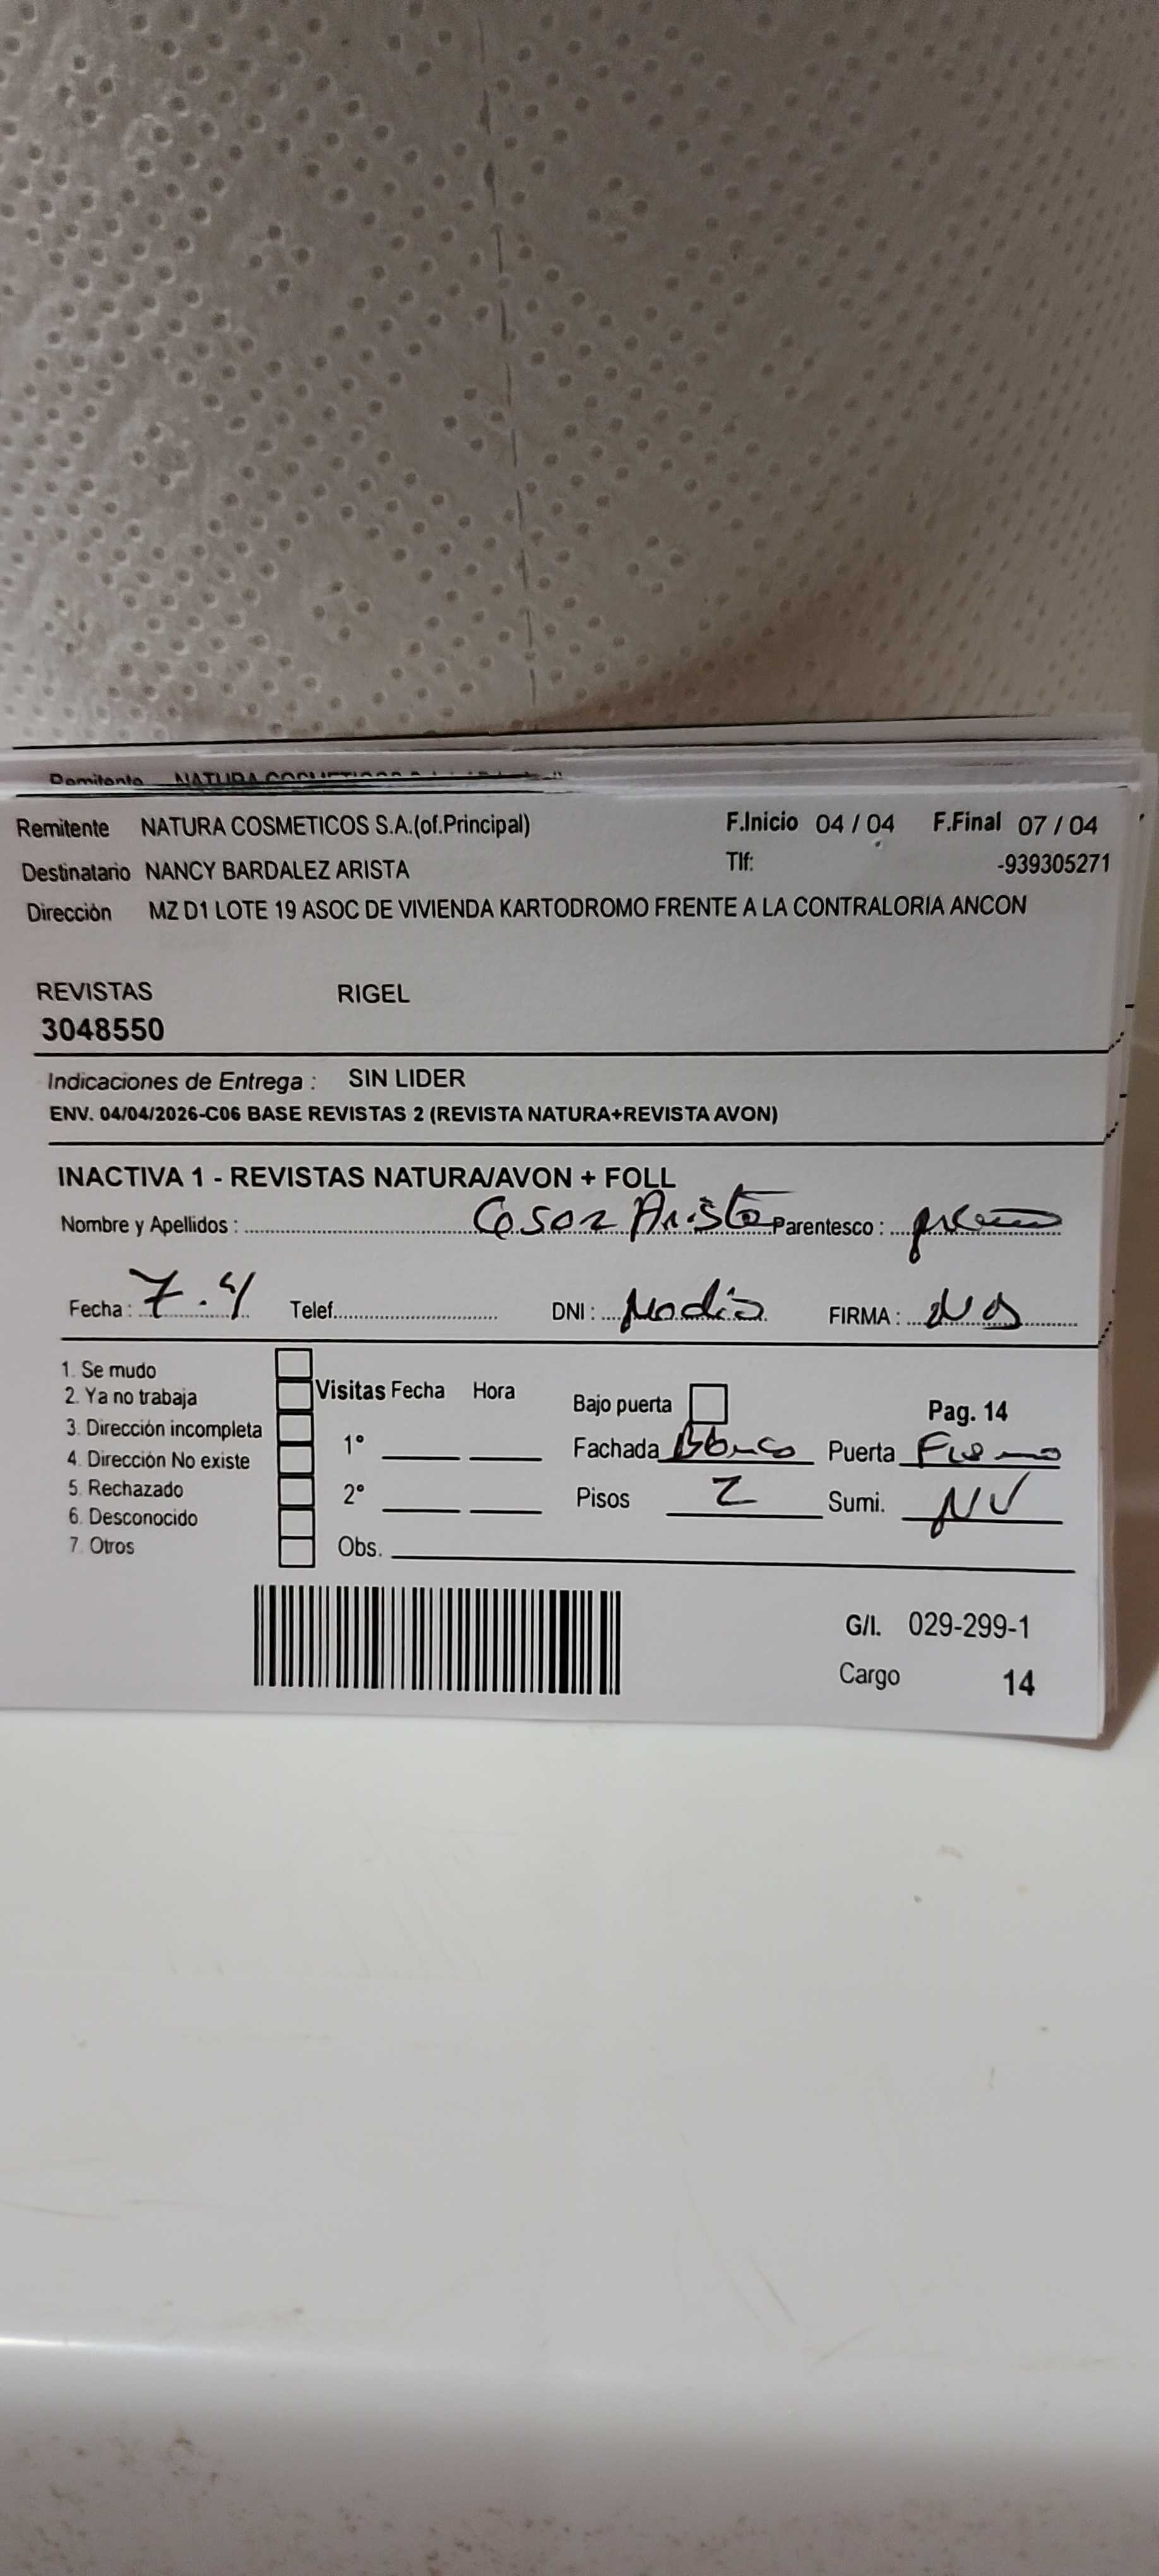 Remitente NATURA COSMETICOS S.A.(of.Principal) F.Inicio 04 / 04 F.Final 07 / 04
Destinatario NANCY BARDALEZ ARISTA Tlf: -939305271
Dirección MZ D1 LOTE 19 ASOC DE VIVIENDA KARTODROMO FRENTE A LA CONTRALORIA ANCON
REVISTAS RIGEL
3048550
Indicaciones de Entrega : SIN LIDER
ENV. 04/04/2026-C06 BASE REVISTAS 2 (REVISTA NATURA+REVISTA AVON)
INACTIVA 1 - REVISTAS NATURA/AVON + FOLL
Nombre y Apellidos : Cesar Arista Parentesco :
Fecha : 7.4 Telef. DNI : FIRMA :
1. Se mudo
2. Ya no trabaja Visitas Fecha Hora Bajo puerta Pag. 14
3. Dirección incompleta
4. Dirección No existe 1° Fachada Blanco Puerta
5. Rechazado 2° Pisos 2 Sumi. NV
6. Desconocido
7. Otros Obs.
G/I. 029-299-1
Cargo 14